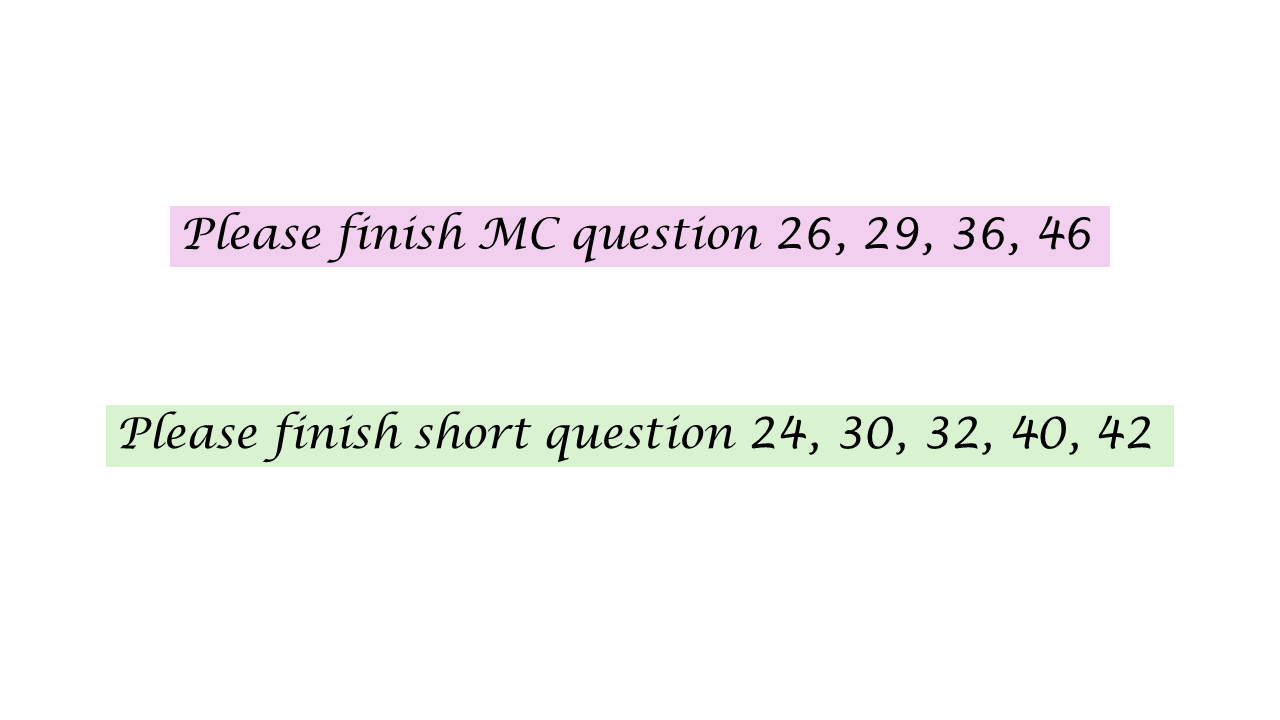 Please finish MC question 26, 29, 36, 46
Please finish short question 24, 30, 32, 40, 42